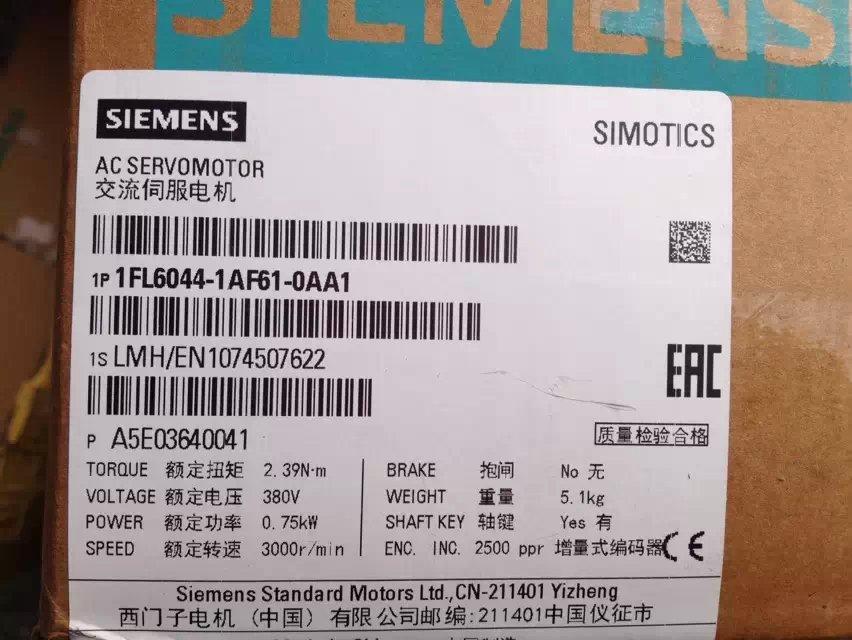 SIEMENS
SIEMENS
SIMOTICS
AC SERVOMOTOR
交流伺服电机
1P 1FL6044-1AF61-0AA1
1S LMH/EN1074507622
EAC
P A5E03640041
质量检验合格
TORQUE 额定扭矩 2.39N·m
VOLTAGE 额定电压 380V
POWER 额定功率 0.75kW
SPEED 额定转速 3000r/min
BRAKE 抱闸 No 无
WEIGHT 重量 5.1kg
SHAFT KEY 轴键 Yes 有
ENC. INC. 2500 ppr 增量式编码器
CE
Siemens Standard Motors Ltd.,CN-211401 Yizheng
西门子电机（中国）有限公司邮编:211401中国仪征市